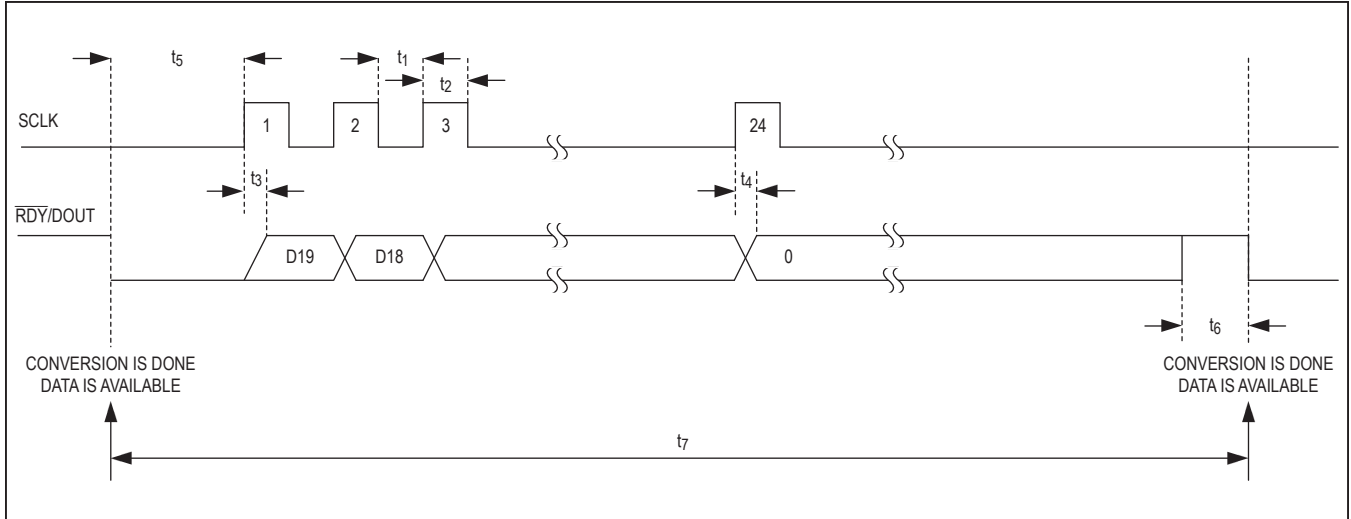 t5
t1
t2
SCLK
1
2
3
24
t3
t4
RDY/DOUT
D19
D18
0
t6
CONVERSION IS DONE
DATA IS AVAILABLE
CONVERSION IS DONE
DATA IS AVAILABLE
t7